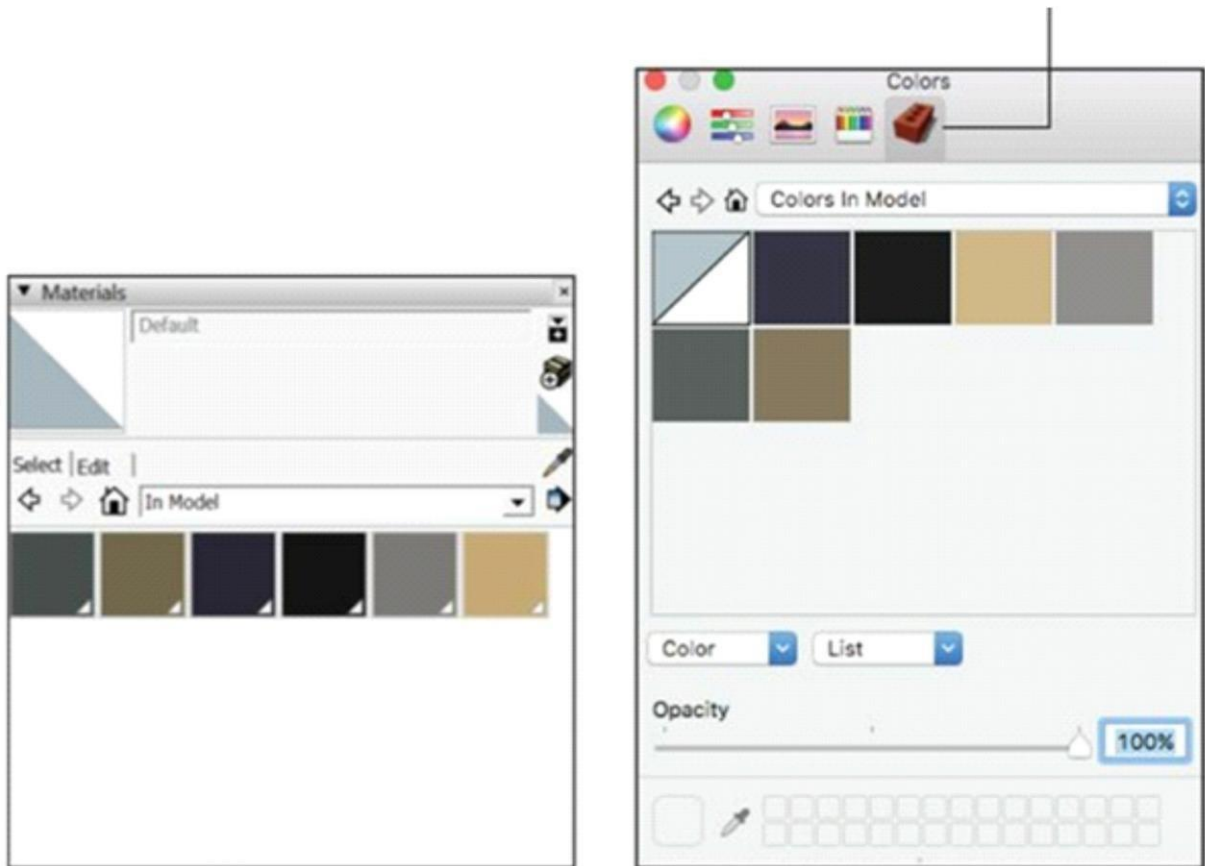 Materials
Default
Select
Edit
In Model
Colors
Colors In Model
Color
List
Opacity
100%